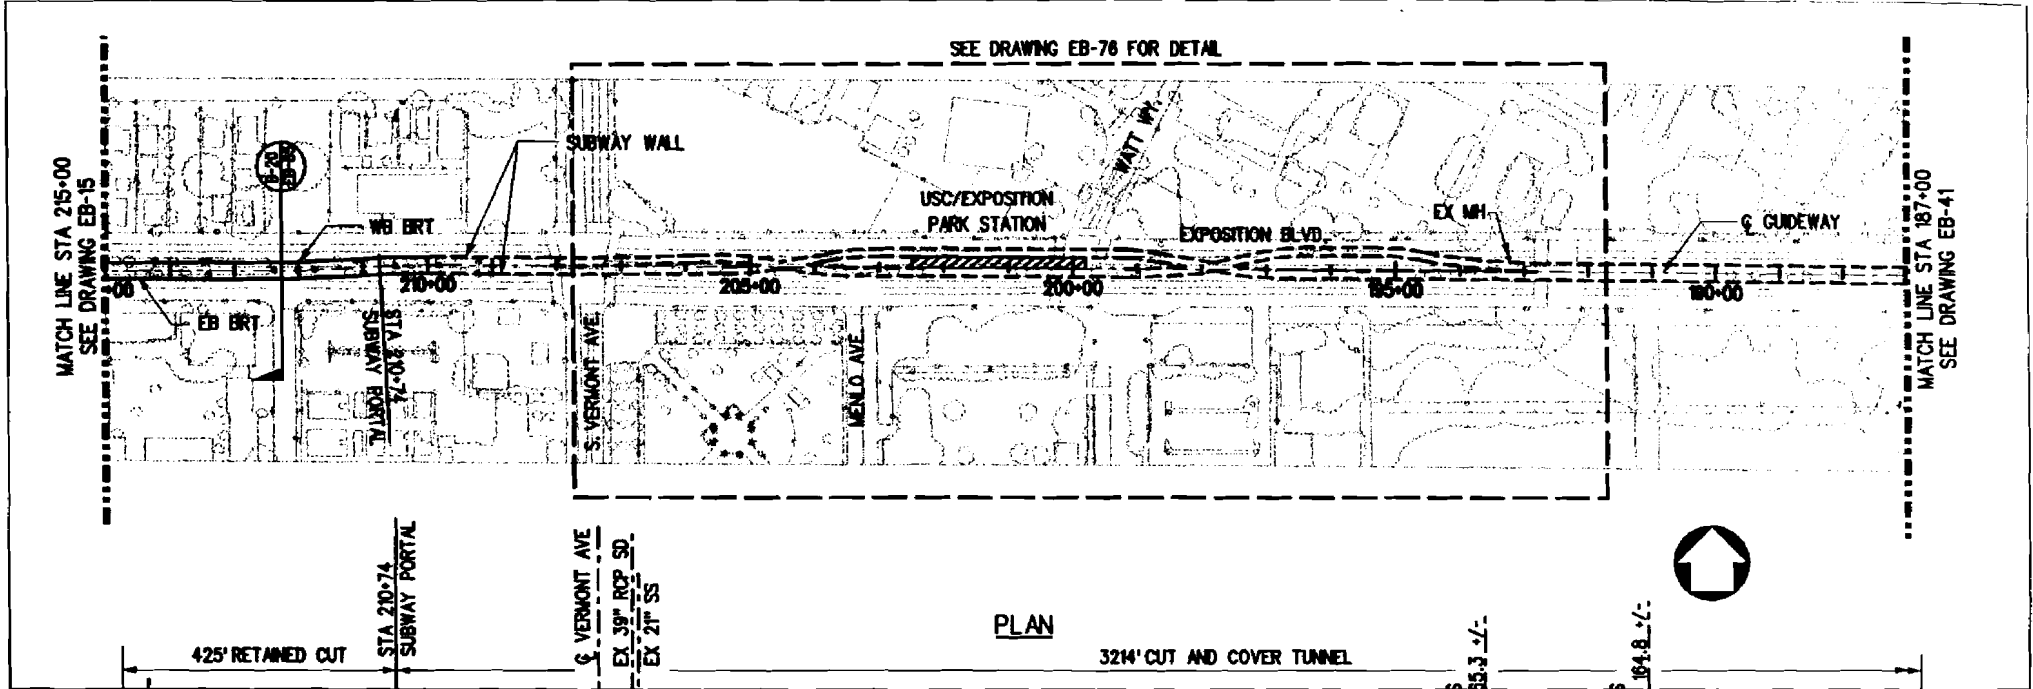 SEE DRAWING EB-76 FOR DETAIL
MATCH LINE STA 215+00
SEE DRAWING EB-15
SUBWAY WALL
WATT WY.
USC/EXPOSITION
PARK STATION
EX MH
EXPOSITION BLVD.
℄ GUIDEWAY
WB BRT
MATCH LINE STA 187+00
SEE DRAWING EB-41
210+00
205+00
200+00
195+00
190+00
EB BRT
STA 210+74
SUBWAY PORTAL
S. VERMONT AVE.
MENLO AVE.
STA 210+74
SUBWAY PORTAL
℄ VERMONT AVE
EX 39" RCP SD
EX 21" SS
PLAN
425' RETAINED CUT
3214' CUT AND COVER TUNNEL
65.3 +/-
164.8 +/-